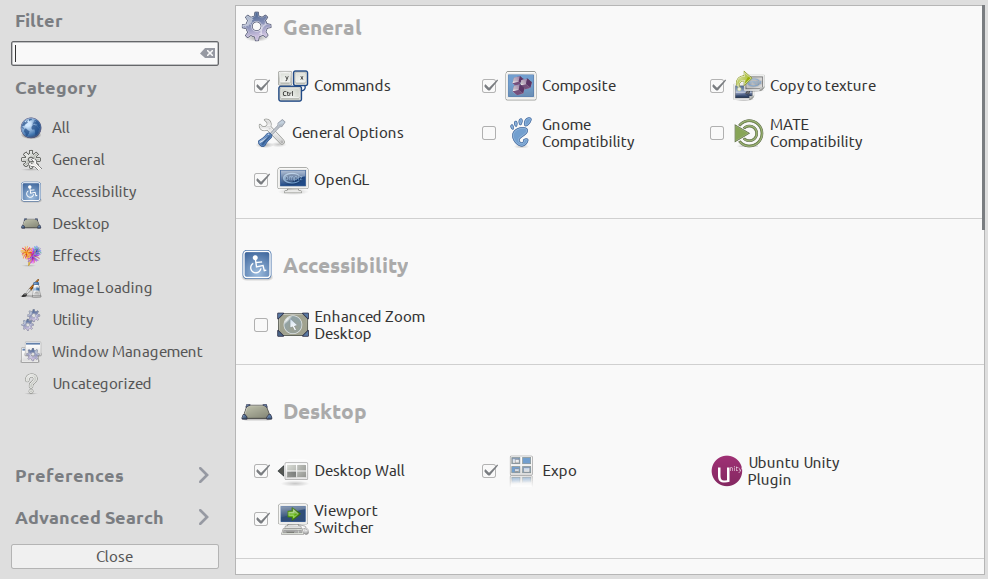 Filter
Category
All
General
Accessibility
Desktop
Effects
Image Loading
Utility
Window Management
Uncategorized
Preferences
Advanced Search
Close
General
Y X
Ctrl
Commands
Composite
Copy to texture
General Options
Gnome
Compatibility
MATE
Compatibility
OpenGL
Accessibility
Enhanced Zoom
Desktop
Desktop
Desktop Wall
Expo
unity
Ubuntu Unity
Plugin
Viewport
Switcher